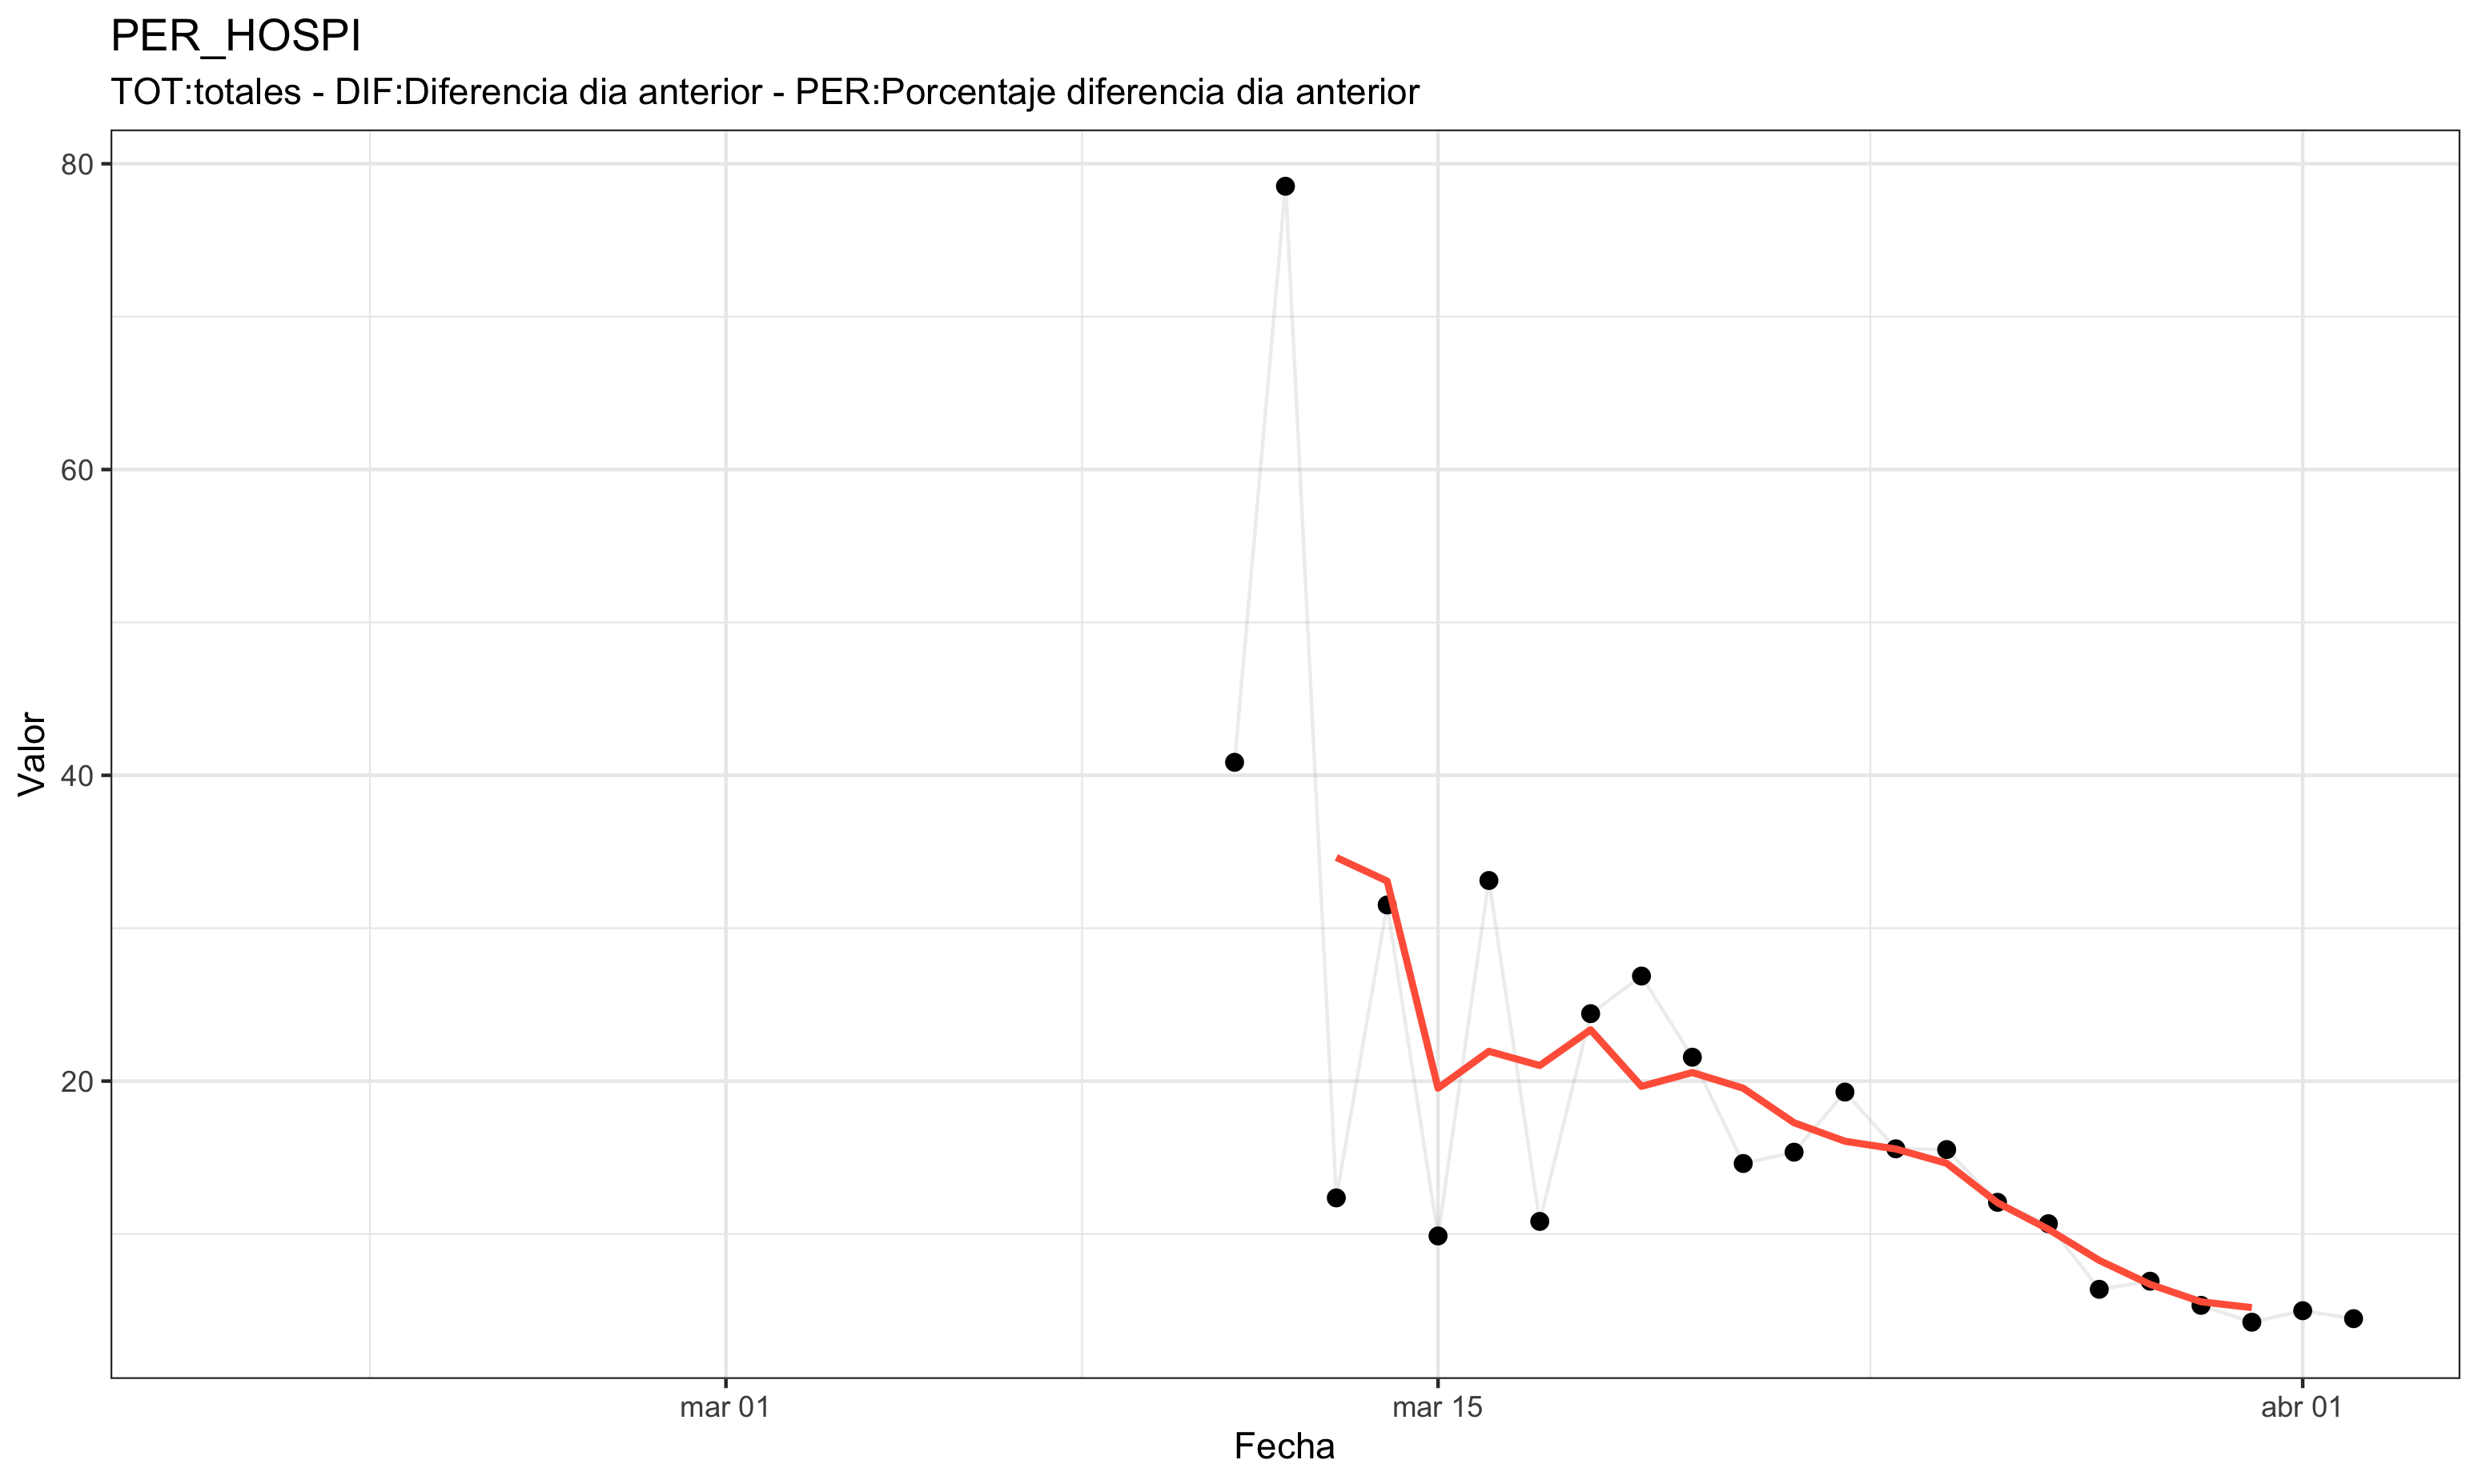 PER_HOSPI
TOT:totales - DIF:Diferencia dia anterior - PER:Porcentaje diferencia dia anterior
80
60
40
20
Valor
mar 01
mar 15
abr 01
Fecha